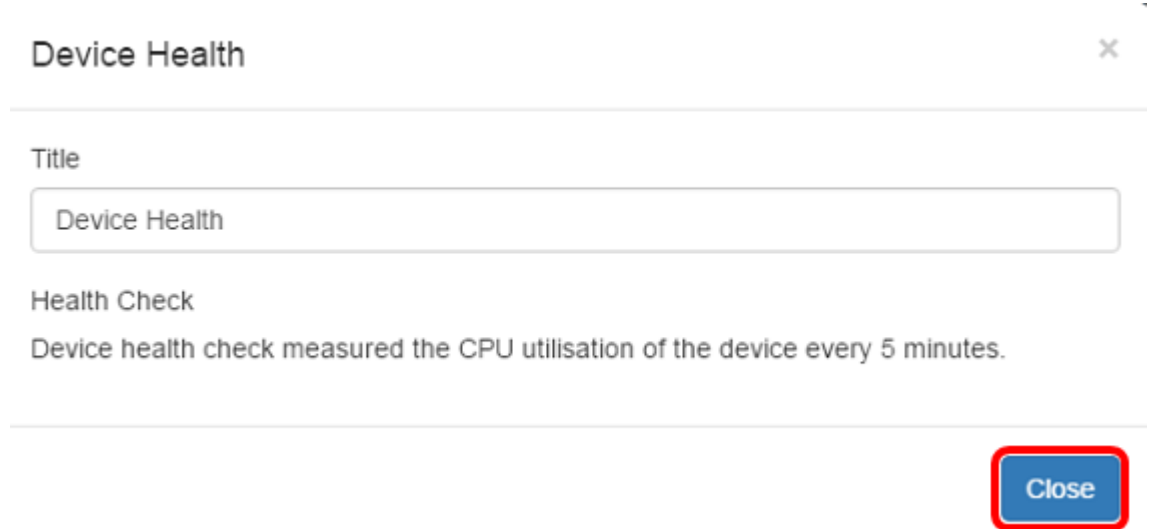 Device Health
×
Title
Device Health
Health Check
Device health check measured the CPU utilisation of the device every 5 minutes.
Close